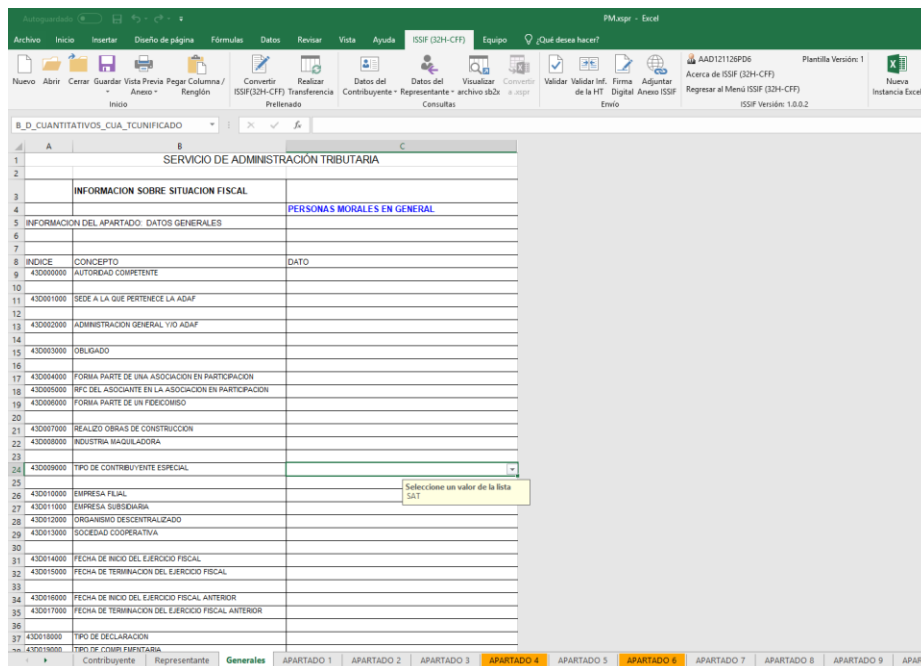 Autoguardado
PM.xspr - Excel
Archivo Inicio Insertar Diseño de página Fórmulas Datos Revisar Vista Ayuda ISSIF (32H-CFF) Equipo ¿Qué desea hacer?
Nuevo Abrir Cerrar Guardar Vista Previa Anexo Pegar Columna / Renglón
Convertir ISSIF(32H-CFF) Realizar Transferencia
Datos del Contribuyente Datos del Representante Visualizar archivo sb2x Convertir a .xspr
Validar Validar Inf. de la HT Firma Digital Adjuntar Anexo ISSIF
AAD121126PD6 Plantilla Versión: 1
Acerca de ISSIF (32H-CFF)
Regresar al Menú ISSIF (32H-CFF)
Nueva Instancia Excel
Inicio Prellenado Consultas Envío ISSIF Versión: 1.0.0.2
B_D_CUANTITATIVOS_CUA_TCUNIFICADO fx
A B C
1 SERVICIO DE ADMINISTRACIÓN TRIBUTARIA
2
3 INFORMACION SOBRE SITUACION FISCAL
4 PERSONAS MORALES EN GENERAL
5 INFORMACION DEL APARTADO: DATOS GENERALES
6
7
8 INDICE CONCEPTO DATO
9 43D000000 AUTORIDAD COMPETENTE
10
11 43D001000 SEDE A LA QUE PERTENECE LA ADAF
12
13 43D002000 ADMINISTRACION GENERAL Y/O ADAF
14
15 43D003000 OBLIGADO
16
17 43D004000 FORMA PARTE DE UNA ASOCIACION EN PARTICIPACION
18 43D005000 RFC DEL ASOCIANTE EN LA ASOCIACION EN PARTICIPACION
19 43D006000 FORMA PARTE DE UN FIDEICOMISO
20
21 43D007000 REALIZO OBRAS DE CONSTRUCCION
22 43D008000 INDUSTRIA MAQUILADORA
23
24 43D009000 TIPO DE CONTRIBUYENTE ESPECIAL
25
Seleccione un valor de la lista
SAT
26 43D010000 EMPRESA FILIAL
27 43D011000 EMPRESA SUBSIDIARIA
28 43D012000 ORGANISMO DESCENTRALIZADO
29 43D013000 SOCIEDAD COOPERATIVA
30
31 43D014000 FECHA DE INICIO DEL EJERCICIO FISCAL
32 43D015000 FECHA DE TERMINACION DEL EJERCICIO FISCAL
33
34 43D016000 FECHA DE INICIO DEL EJERCICIO FISCAL ANTERIOR
35 43D017000 FECHA DE TERMINACION DEL EJERCICIO FISCAL ANTERIOR
36
37 43D018000 TIPO DE DECLARACION
38 43D019000 TIPO DE COMPLEMENTARIA
Contribuyente Representante Generales APARTADO 1 APARTADO 2 APARTADO 3 APARTADO 4 APARTADO 5 APARTADO 6 APARTADO 7 APARTADO 8 APARTADO 9